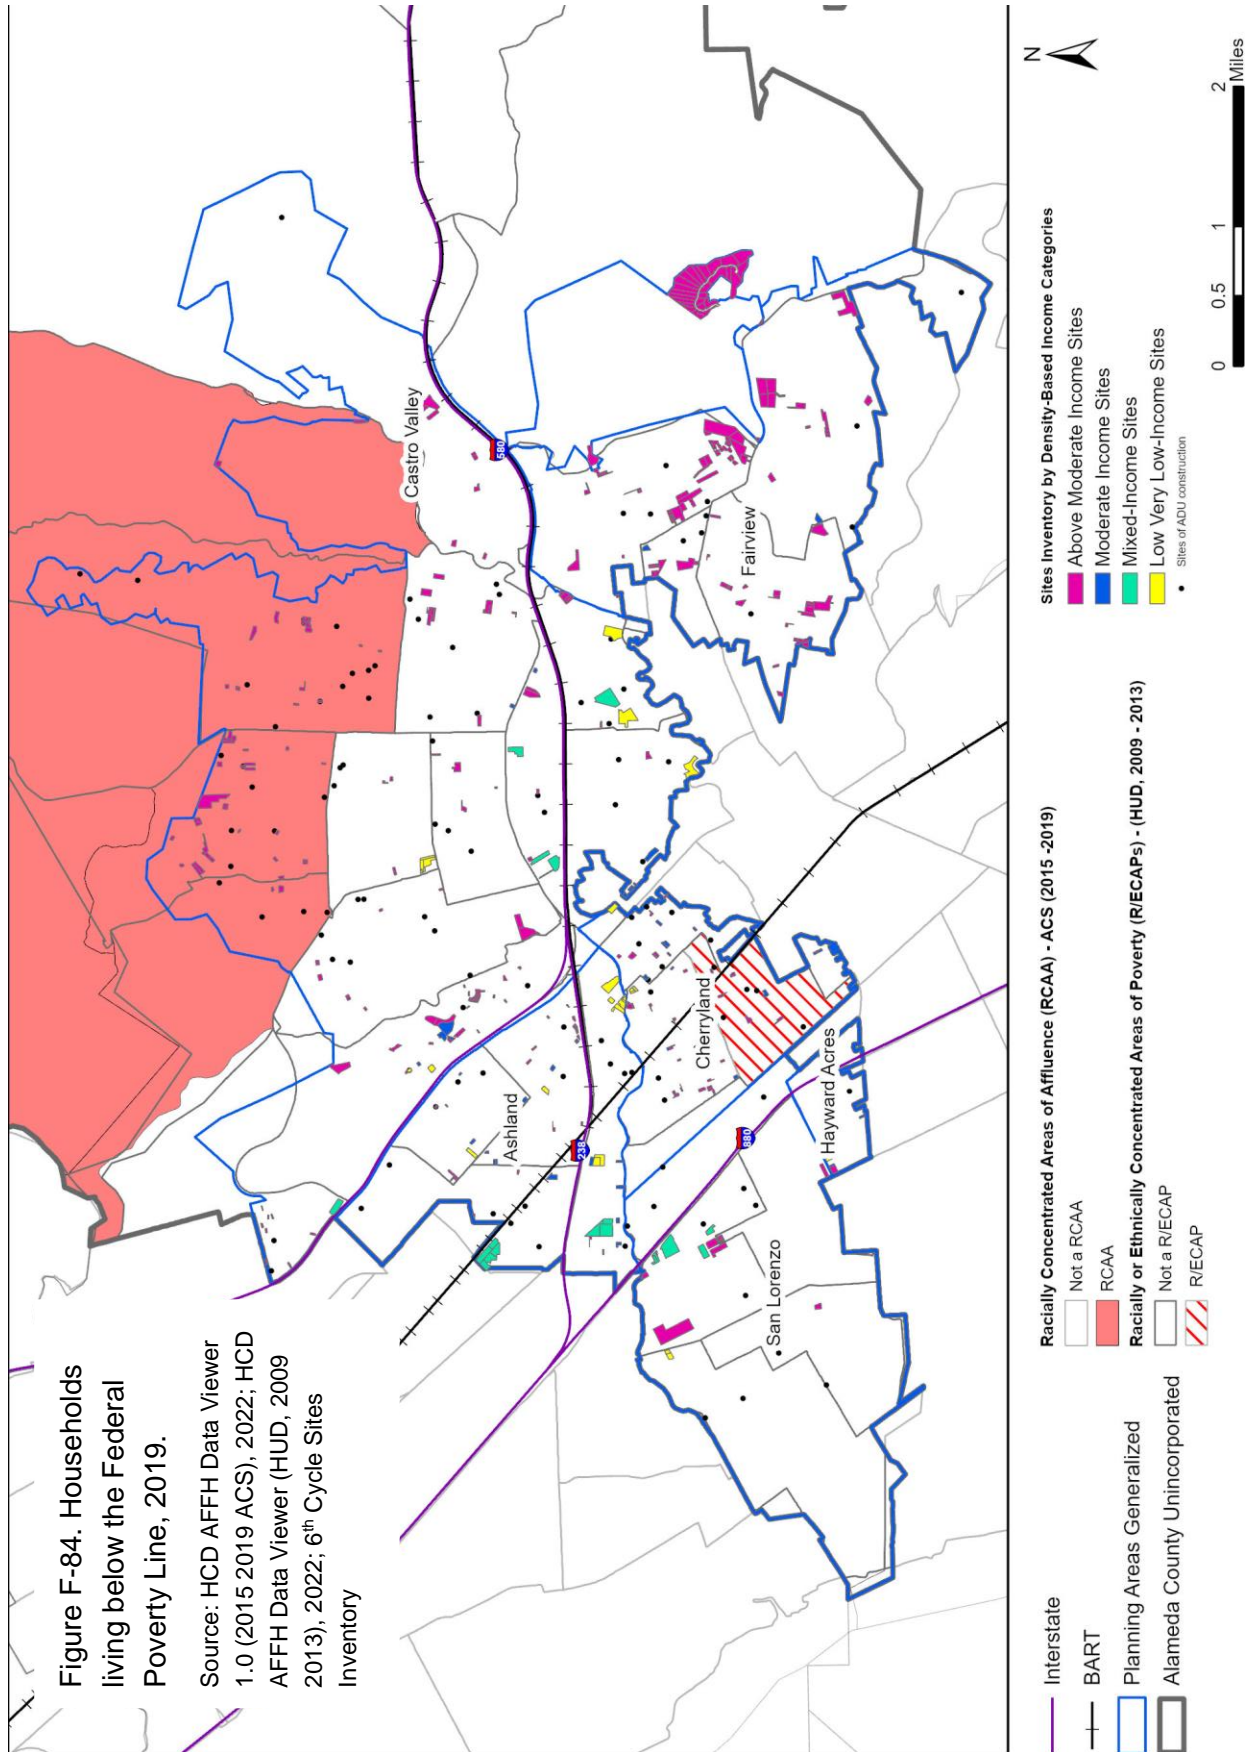 Figure F-84. Households
living below the Federal
Poverty Line, 2019.
Source: HCD AFFH Data Viewer
1.0 (2015 2019 ACS), 2022; HCD
AFFH Data Viewer (HUD, 2009
2013), 2022; 6th Cycle Sites
Inventory
Castro Valley
580
Fairview
Ashland
238
Cherryland
Hayward Acres
880
San Lorenzo
Interstate
BART
Planning Areas Generalized
Alameda County Unincorporated
Racially Concentrated Areas of Affluence (RCAA) - ACS (2015 -2019)
Not a RCAA
RCAA
Racially or Ethnically Concentrated Areas of Poverty (R/ECAPs) - (HUD, 2009 - 2013)
Not a R/ECAP
R/ECAP
Sites Inventory by Density-Based Income Categories
Above Moderate Income Sites
Moderate Income Sites
Mixed-Income Sites
Low Very Low-Income Sites
Sites of ADU construction
N
0 0.5 1 2
Miles